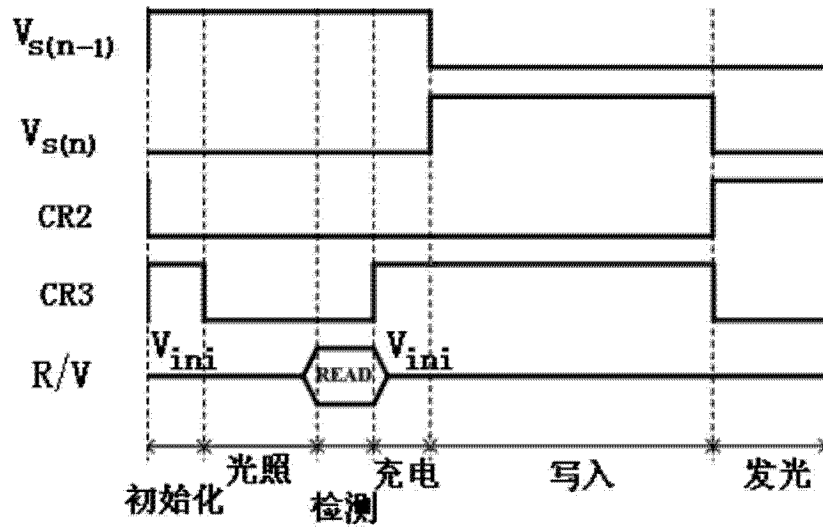 Vs(n-1)
Vs(n)
CR2
CR3
Vini Vini
R/V READ
光照 充电 写入 发光
初始化 检测